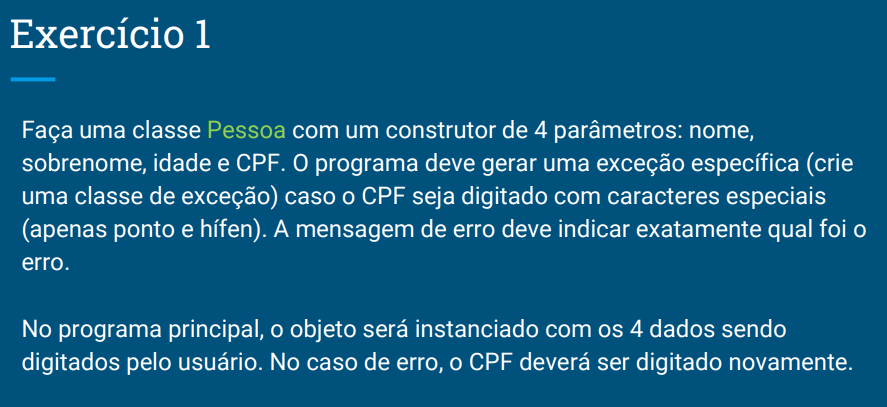 Exercício 1
Faça uma classe Pessoa com um construtor de 4 parâmetros: nome,
sobrenome, idade e CPF. O programa deve gerar uma exceção específica (crie
uma classe de exceção) caso o CPF seja digitado com caracteres especiais
(apenas ponto e hífen). A mensagem de erro deve indicar exatamente qual foi o
erro.
No programa principal, o objeto será instanciado com os 4 dados sendo
digitados pelo usuário. No caso de erro, o CPF deverá ser digitado novamente.